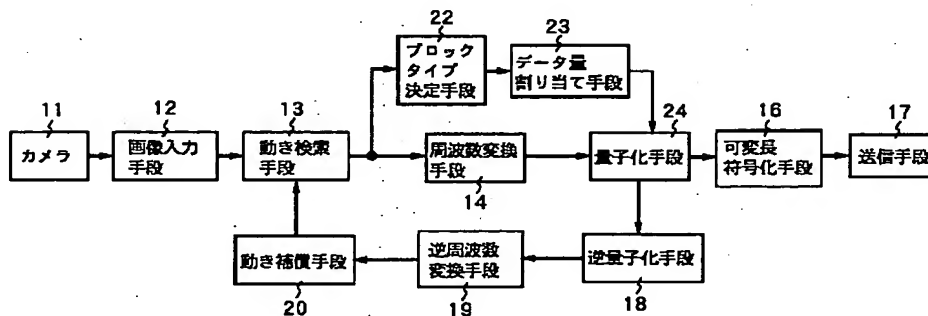 22
ブロック
タイプ
決定手段
23
データ量
割り当て手段
11
カメラ
12
画像入力
手段
13
動き検索
手段
周波数変換
手段
14
24
量子化手段
16
可変長
符号化手段
17
送信手段
動き補償手段
20
逆周波数
変換手段
19
逆量子化手段
18